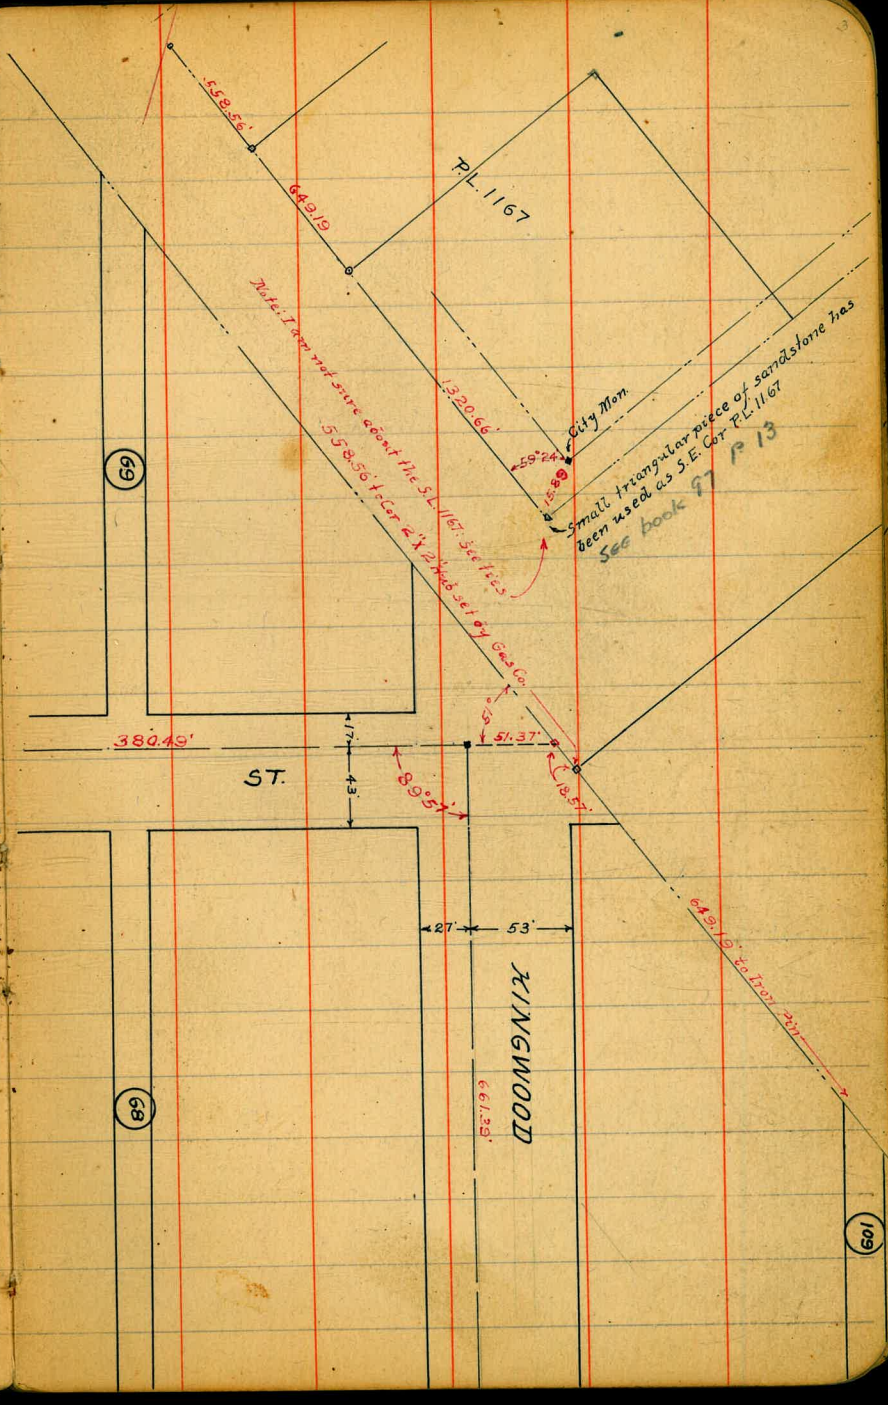 3
558.56'
649.19
P.L. 1167
Note: I am not sure about the S.L. 1167. See ties
1320.66'
City Mon.
59°24'
15.89
Small triangular piece of sandstone has
been used as S.E. Cor P.L. 1167
See book 97 P 13
69
558.56' to Cor 2"x2" Hub set by Gas Co.
380.49'
17'
51°
51.37'
ST.
43'
89°57'
18.57'
27'
53'
649.19' to Iron Pin
KINGWOOD
661.39'
68
109